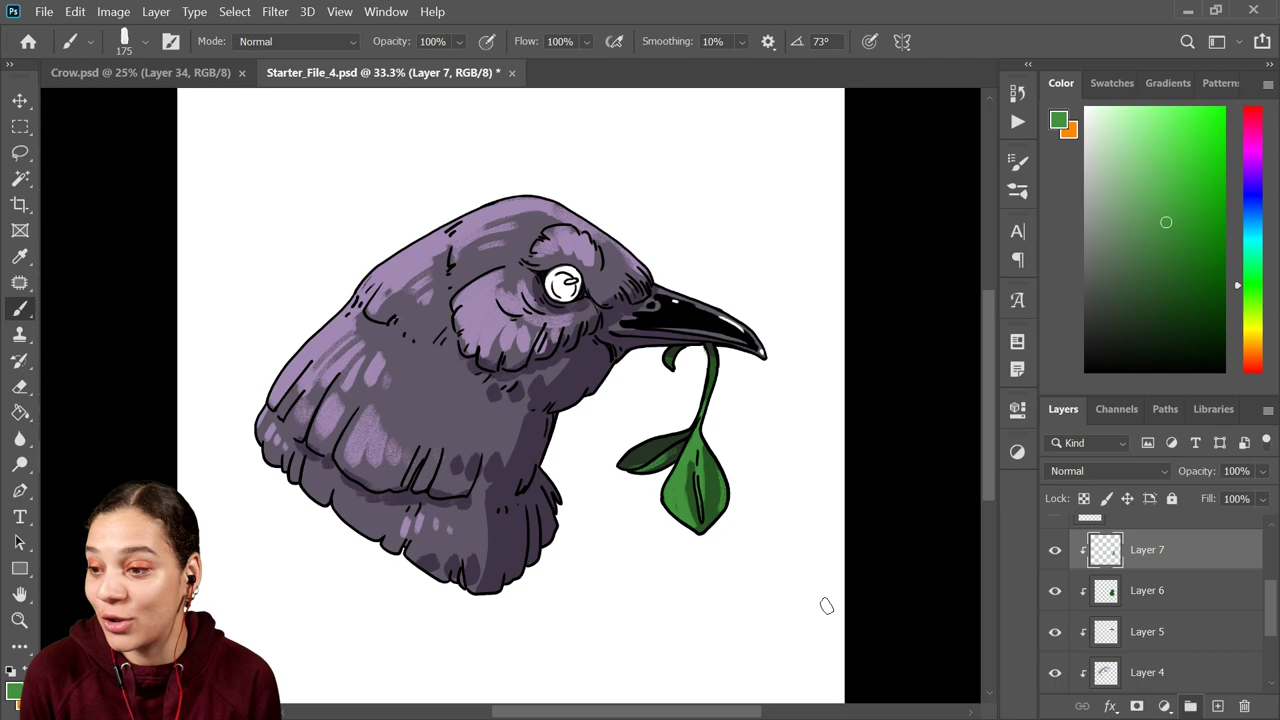 Ps File Edit Image Layer Type Select Filter 3D View Window Help
175 Mode: Normal Opacity: 100% Flow: 100% Smoothing: 10% 73°
Crow.psd @ 25% (Layer 34, RGB/8) × Starter_File_4.psd @ 33.3% (Layer 7, RGB/8) * ×
Color Swatches Gradients Patterns
Layers Channels Paths Libraries
Kind
Normal Opacity: 100%
Lock: Fill: 100%
Layer 7
Layer 6
Layer 5
Layer 4